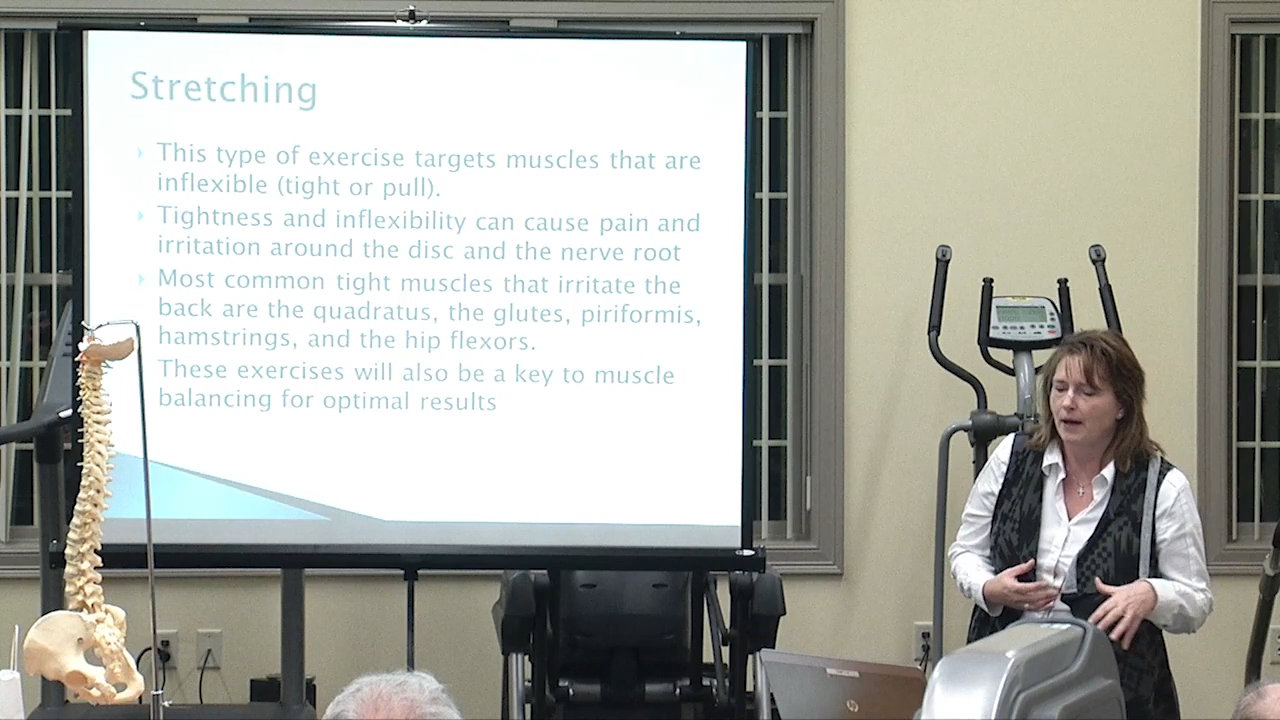 Stretching
This type of exercise targets muscles that are
inflexible (tight or pull).
Tightness and inflexibility can cause pain and
irritation around the disc and the nerve root
Most common tight muscles that irritate the
back are the quadratus, the glutes, piriformis,
hamstrings, and the hip flexors.
These exercises will also be a key to muscle
balancing for optimal results
hp